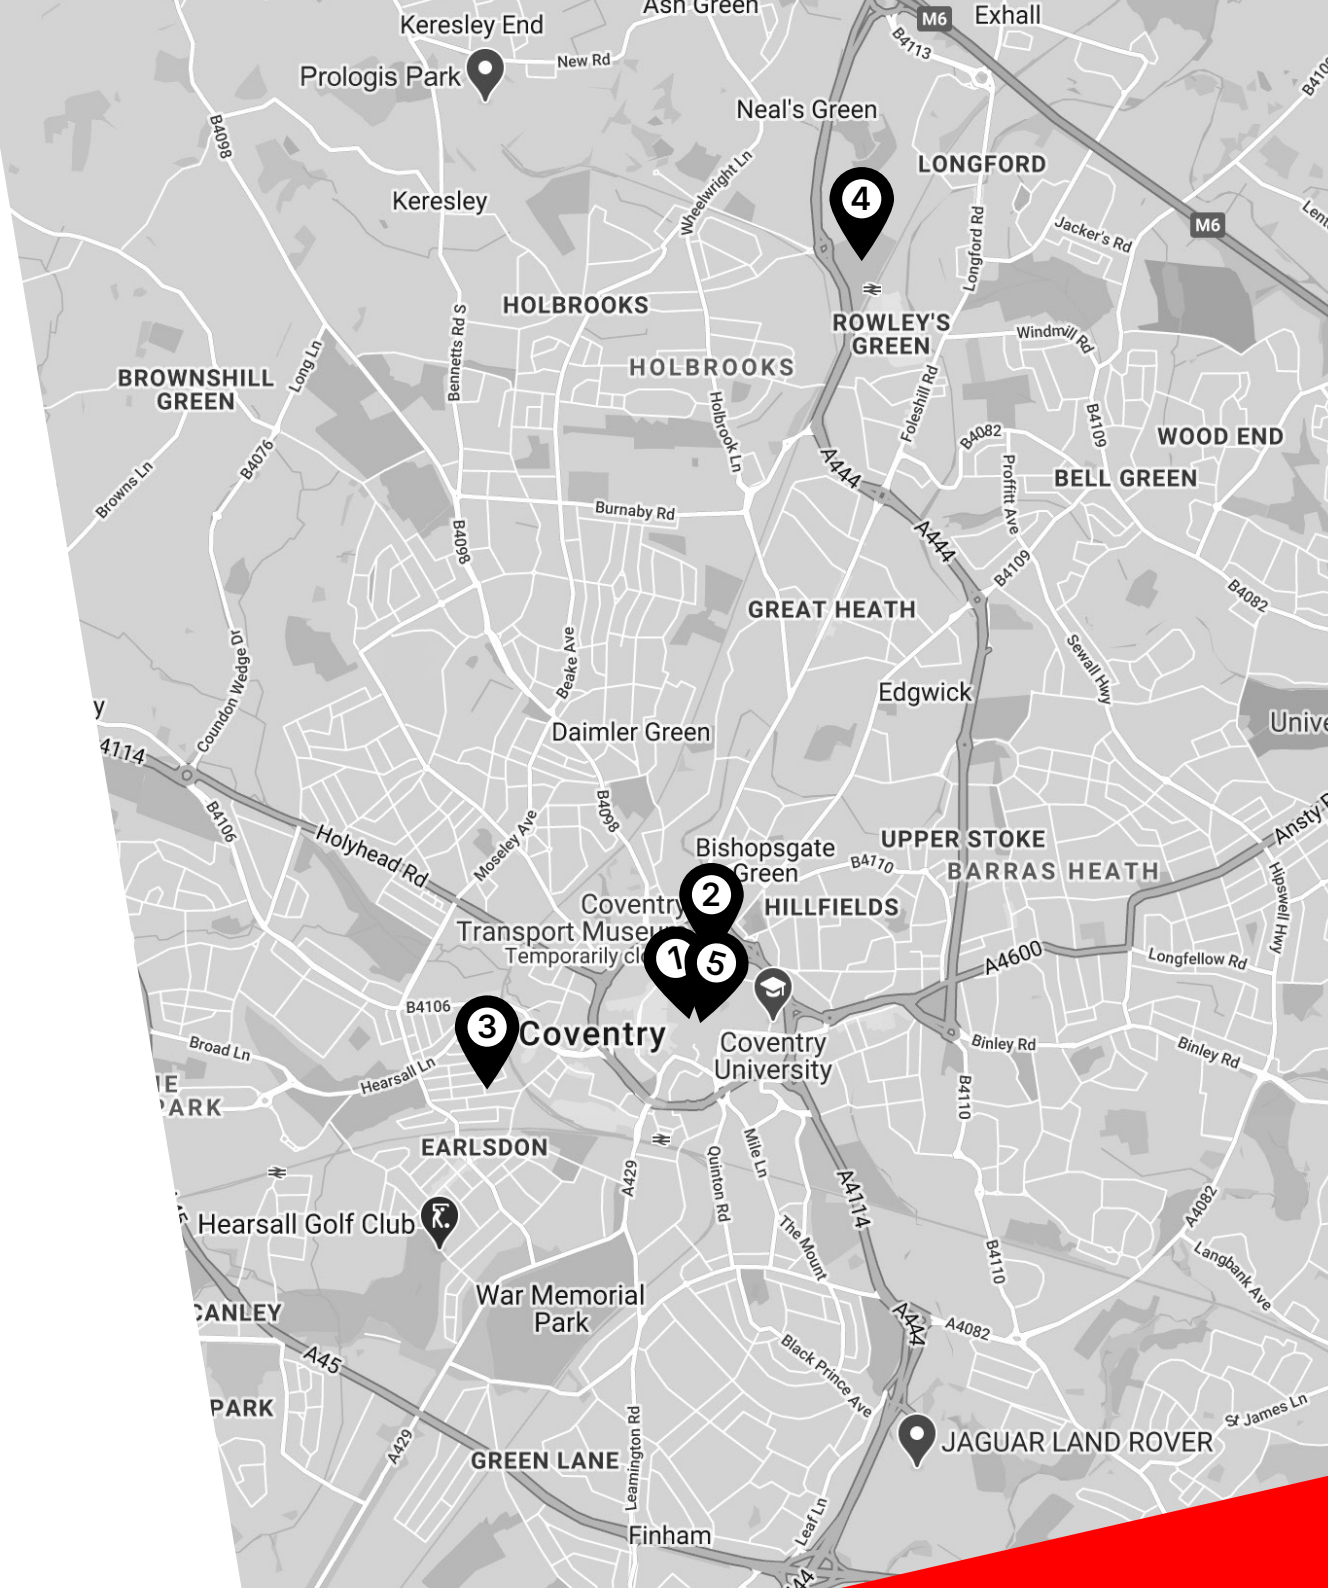 Ash Green
Exhall
M6
Keresley End
B4113
New Rd
Prologis Park
Neal's Green
B4098
Wheelwright Ln
LONGFORD
4
Keresley
Longford Rd
Jacker's Rd
M6
HOLBROOKS
ROWLEY'S
GREEN
Windmill Rd
Bennetts Rd S
Long Ln
HOLBROOKS
BROWNSHILL
GREEN
Foleshill Rd
Holbrook Ln
B4109
B4082
WOOD END
B4076
A444
BELL GREEN
Browns Ln
Proffitt Ave
Burnaby Rd
B4098
A444
B4109
B4082
GREAT HEATH
Coundon Wedge Dr
Beake Ave
Sewall Hwy
Edgwick
y
Unive
Daimler Green
4114
B4106
B4098
Holyhead Rd
Moseley Ave
Bishopsgate
Green
UPPER STOKE
Ansty
B4110
BARRAS HEATH
2
Coventry
Transport Museu
Temporarily clo
HILLFIELDS
Hipswell Hwy
1
5
A4600
Longfellow Rd
B4106
3
Coventry
Coventry
University
Binley Rd
Binley Rd
Broad Ln
Hearsall Ln
PARK
B4110
EARLSDON
A429
Quinton Rd
Mile Ln
A4114
A4082
Hearsall Golf Club
The Mount
B4110
Langbank Ave
War Memorial
Park
CANLEY
A444
A4082
A45
Black Prince Ave
PARK
St James Ln
A429
Leamington Rd
JAGUAR LAND ROVER
GREEN LANE
Leaf Ln
Finham
44